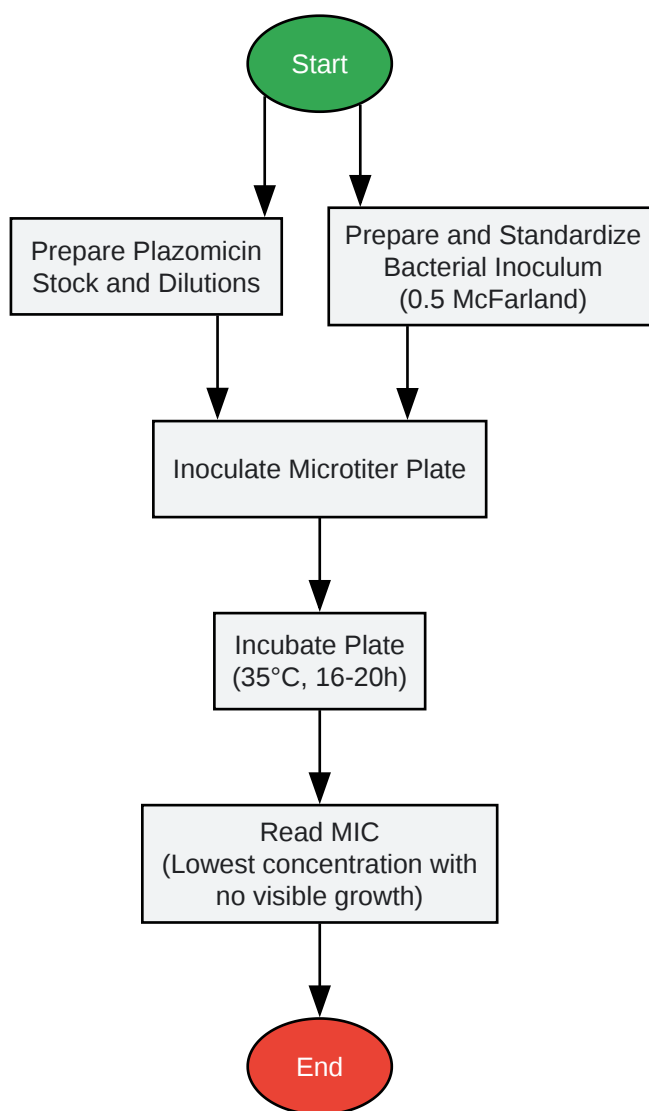 Start
Prepare Plazomicin
Stock and Dilutions
Prepare and Standardize
Bacterial Inoculum
(0.5 McFarland)
Inoculate Microtiter Plate
Incubate Plate
(35°C, 16-20h)
Read MIC
(Lowest concentration with
no visible growth)
End